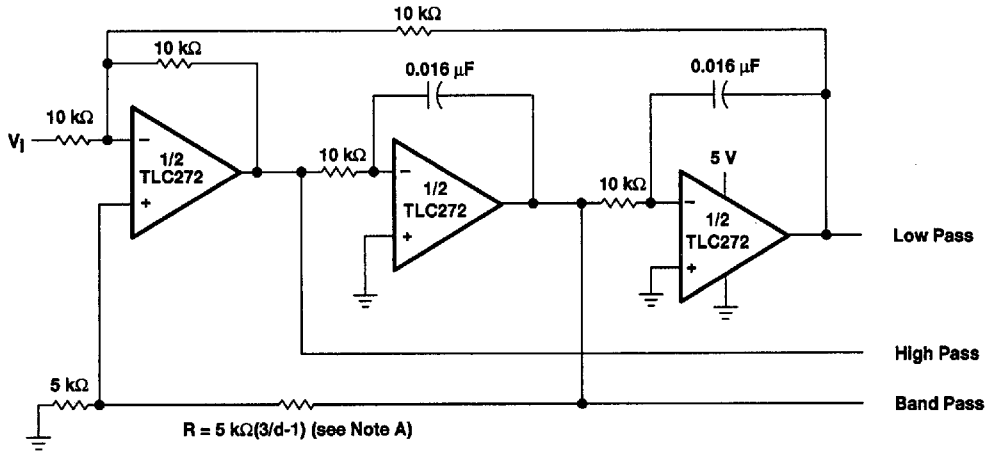 10 kΩ
10 kΩ
0.016 µF
0.016 µF
10 kΩ
VI
−
1/2
TLC272
+
10 kΩ
−
1/2
TLC272
+
5 V
10 kΩ
−
1/2
TLC272
+
Low Pass
High Pass
5 kΩ
Band Pass
R = 5 kΩ(3/d-1) (see Note A)